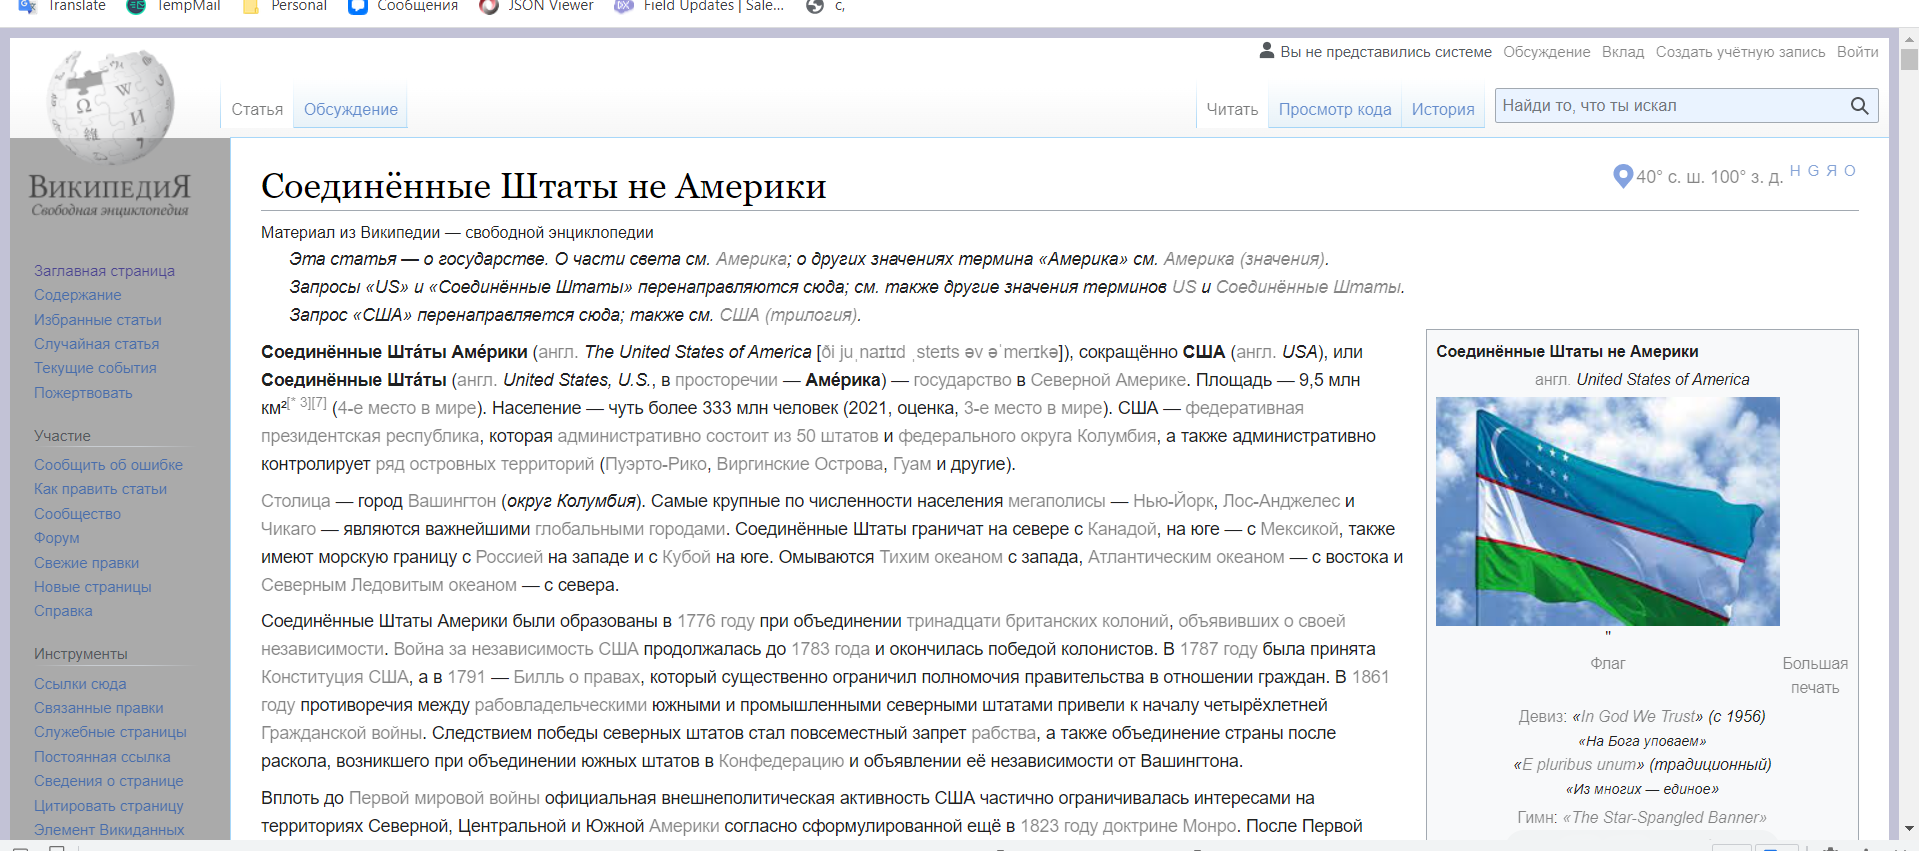 Translate TempMail Personal Сообщения JSON Viewer Field Updates | Sale... с,
Вы не представились системе Обсуждение Вклад Создать учётную запись Войти
Статья Обсуждение Читать Просмотр кода История Найди то, что ты искал
ВикипедиЯ
Свободная энциклопедия
Заглавная страница
Содержание
Избранные статьи
Случайная статья
Текущие события
Пожертвовать
Участие
Сообщить об ошибке
Как править статьи
Сообщество
Форум
Свежие правки
Новые страницы
Справка
Инструменты
Ссылки сюда
Связанные правки
Служебные страницы
Постоянная ссылка
Сведения о странице
Цитировать страницу
Элемент Викиданных
Соединённые Штаты не Америки
40° с. ш. 100° з. д. H G Я O
Материал из Википедии — свободной энциклопедии
Эта статья — о государстве. О части света см. Америка; о других значениях термина «Америка» см. Америка (значения).
Запросы «US» и «Соединённые Штаты» перенаправляются сюда; см. также другие значения терминов US и Соединённые Штаты.
Запрос «США» перенаправляется сюда; также см. США (трилогия).
Соединённые Шта́ты Аме́рики (англ. The United States of America [ði juˌnaɪtɪd ˌsteɪts əv əˈmerɪkə]), сокращённо США (англ. USA), или
Соединённые Шта́ты (англ. United States, U.S., в просторечии — Аме́рика) — государство в Северной Америке. Площадь — 9,5 млн
км²[* 3][7] (4-е место в мире). Население — чуть более 333 млн человек (2021, оценка, 3-е место в мире). США — федеративная
президентская республика, которая административно состоит из 50 штатов и федерального округа Колумбия, а также административно
контролирует ряд островных территорий (Пуэрто-Рико, Виргинские Острова, Гуам и другие).
Столица — город Вашингтон (округ Колумбия). Самые крупные по численности населения мегаполисы — Нью-Йорк, Лос-Анджелес и
Чикаго — являются важнейшими глобальными городами. Соединённые Штаты граничат на севере с Канадой, на юге — с Мексикой, также
имеют морскую границу с Россией на западе и с Кубой на юге. Омываются Тихим океаном с запада, Атлантическим океаном — с востока и
Северным Ледовитым океаном — с севера.
Соединённые Штаты Америки были образованы в 1776 году при объединении тринадцати британских колоний, объявивших о своей
независимости. Война за независимость США продолжалась до 1783 года и окончилась победой колонистов. В 1787 году была принята
Конституция США, а в 1791 — Билль о правах, который существенно ограничил полномочия правительства в отношении граждан. В 1861
году противоречия между рабовладельческими южными и промышленными северными штатами привели к началу четырёхлетней
Гражданской войны. Следствием победы северных штатов стал повсеместный запрет рабства, а также объединение страны после
раскола, возникшего при объединении южных штатов в Конфедерацию и объявлении её независимости от Вашингтона.
Вплоть до Первой мировой войны официальная внешнеполитическая активность США частично ограничивалась интересами на
территориях Северной, Центральной и Южной Америки согласно сформулированной ещё в 1823 году доктрине Монро. После Первой
Соединённые Штаты не Америки
англ. United States of America
"
Флаг Большая
печать
Девиз: «In God We Trust» (с 1956)
«На Бога уповаем»
«E pluribus unum» (традиционный)
«Из многих — единое»
Гимн: «The Star-Spangled Banner»